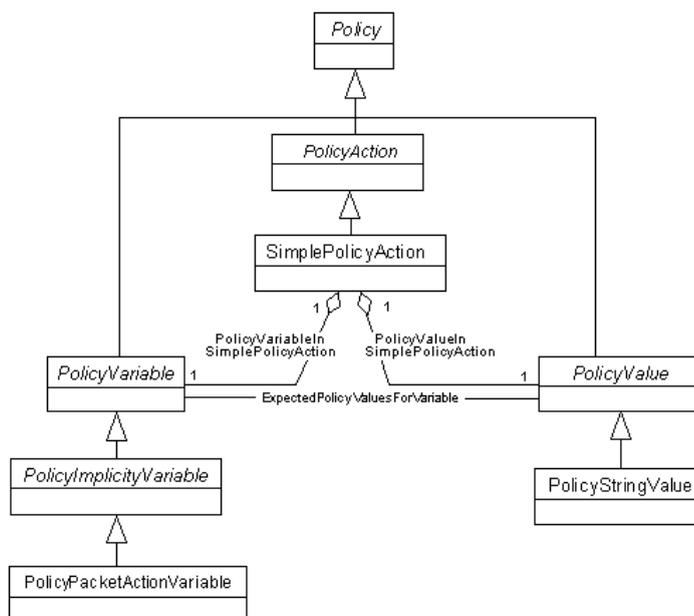 Policy
PolicyAction
SimplePolicyAction
1
1
PolicyVariableIn
SimplePolicyAction
PolicyValueIn
SimplePolicyAction
PolicyVariable
1
1
PolicyValue
ExpectedPolicyValuesForVariable
PolicyImplicityVariable
PolicyStringValue
PolicyPacketActionVariable